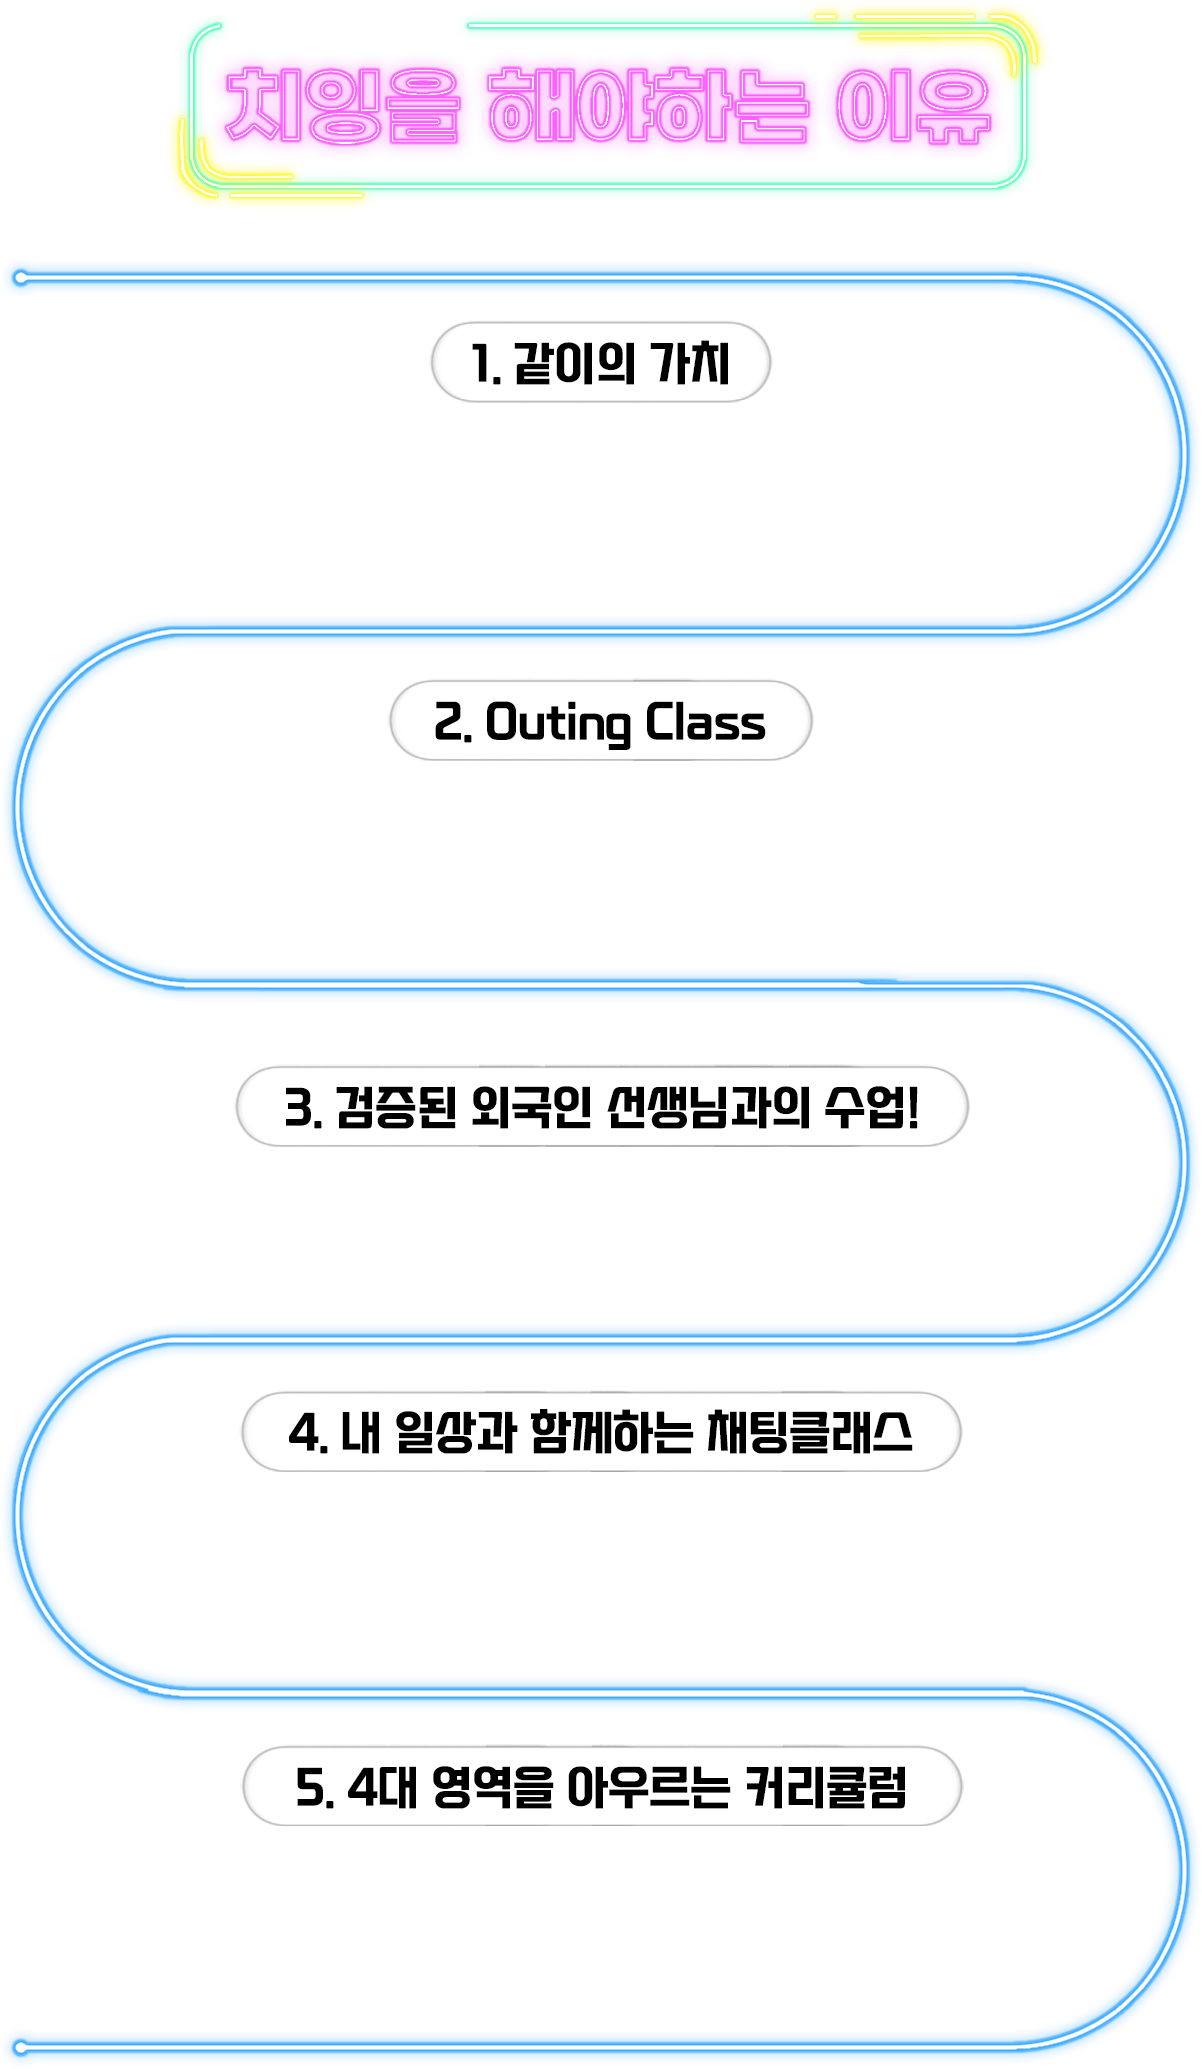 치잉을 해야하는 이유
1. 같이의 가치
2. Outing Class
3. 검증된 외국인 선생님과의 수업!
4. 내 일상과 함께하는 채팅클래스
5. 4대 영역을 아우르는 커리큘럼